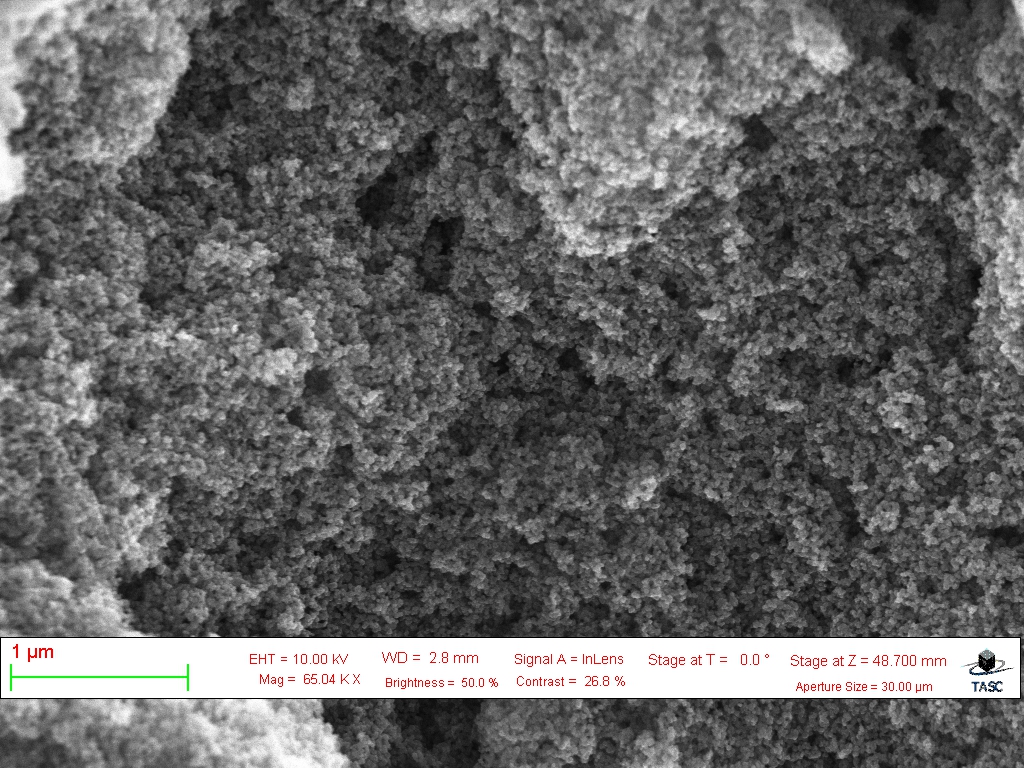 1 µm
EHT = 10.00 kV WD = 2.8 mm Signal A = InLens Stage at T = 0.0 ° Stage at Z = 48.700 mm
Mag = 65.04 K X Brightness = 50.0 % Contrast = 26.8 % Aperture Size = 30.00 µm
TASC